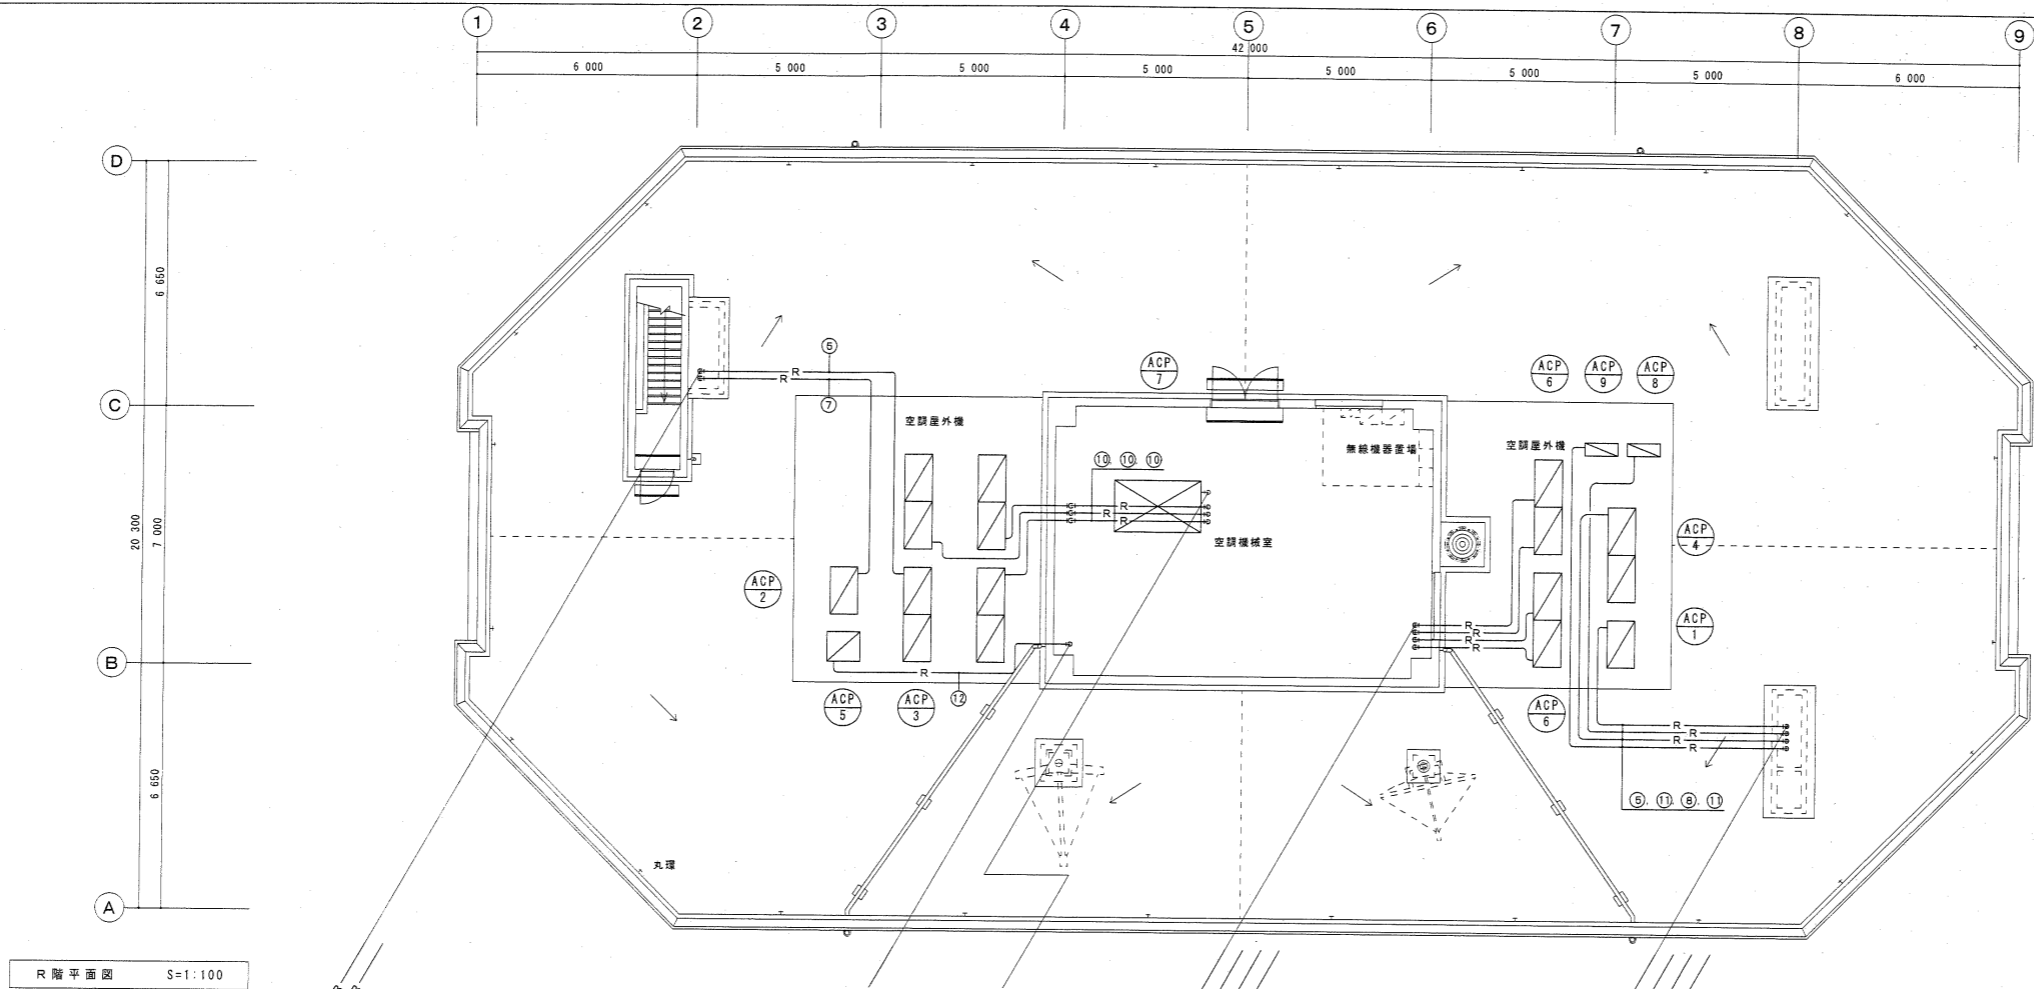 1 2 3 4 5 6 7 8 9
42 000
6 000 5 000 5 000 5 000 5 000 5 000 5 000 6 000
D
6 650
C
20 300
7 000
B
6 650
A
R
R
7
空調屋外機
ACP 7
ACP 6
ACP 9
ACP 8
無線機器置場
空調屋外機
10. 10. 10
R
R
R
空調機械室
ACP 4
ACP 2
ACP 1
R
R
R
R
R
12
ACP 5
ACP 3
ACP 6
R
R
R
R
⑤. ⑪. ⑧. ⑪
丸環
R階平面図 S=1:100